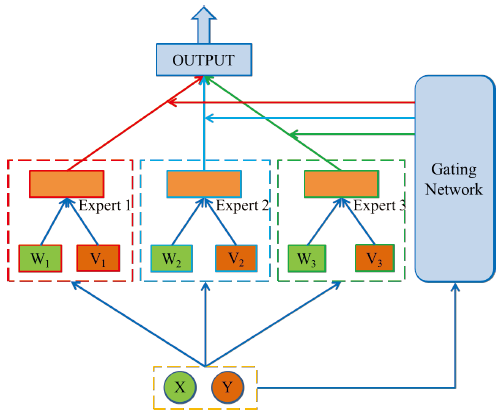 OUTPUT
Gating
Network
Expert 1
Expert 2
Expert 3
W₁
V₁
W₂
V₂
W₃
V₃
X
Y